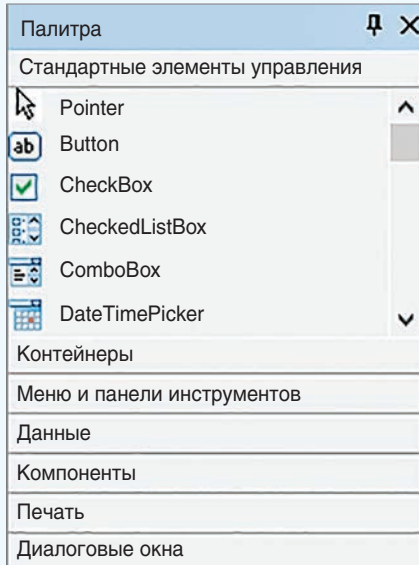 Палитра
Стандартные элементы управления
Pointer
ab Button
CheckBox
CheckedListBox
ComboBox
DateTimePicker
Контейнеры
Меню и панели инструментов
Данные
Компоненты
Печать
Диалоговые окна